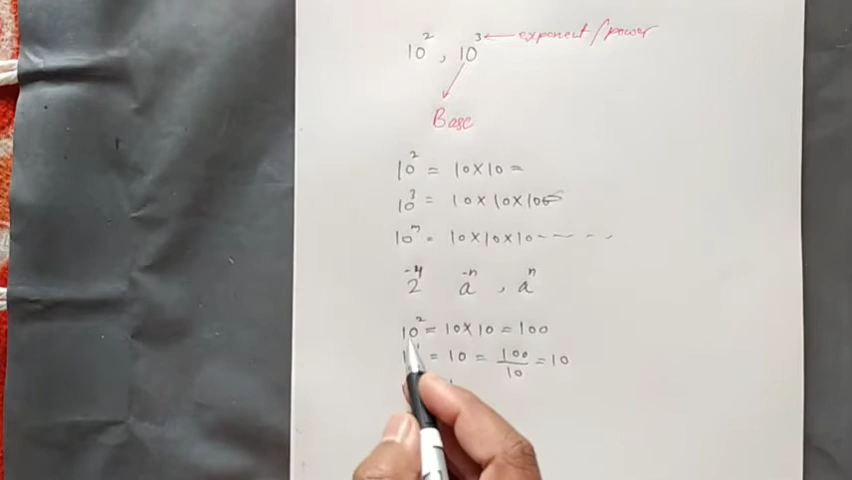 10², 10³ ← exponent/power
Base
10² = 10×10 =
10³ = 10×10×10
10ⁿ = 10×10×10 - - - -
2⁻⁴ a⁻ⁿ , aⁿ
10² = 10×10 = 100
= 10 = 100/10 = 10